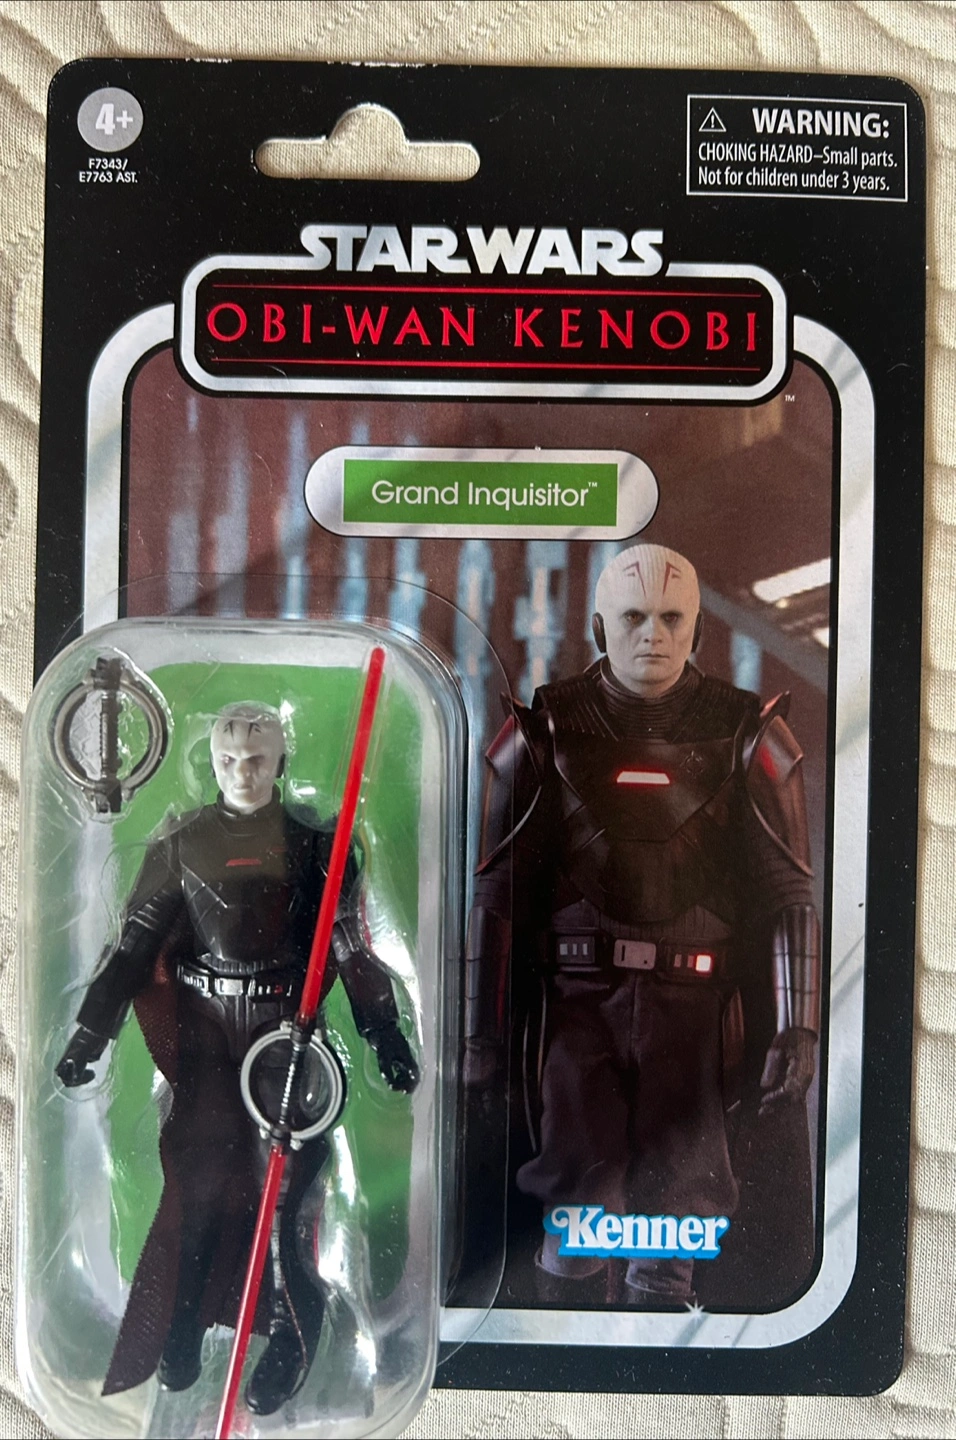 4+
F7343/
E7763 AST.
WARNING:
CHOKING HAZARD–Small parts.
Not for children under 3 years.
STAR WARS
OBI-WAN KENOBI
™
Grand Inquisitor™
Kenner